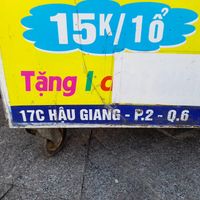 15K/1Ổ
Tặng 1 c
17C HẬU GIANG - P.2 - Q.6